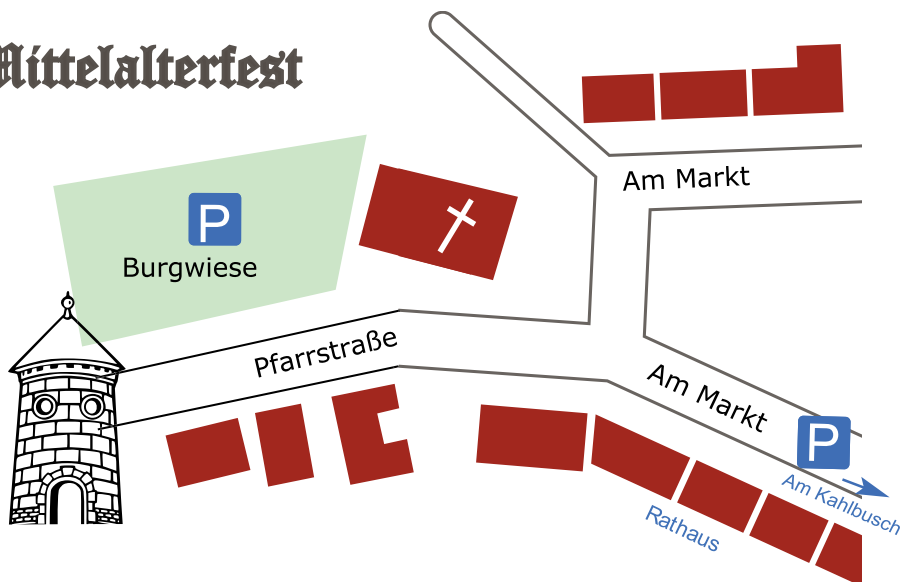 Mittelalterfest
Am Markt
P
Burgwiese
Pfarrstraße
Am Markt
P
Am Kahlbusch
Rathaus